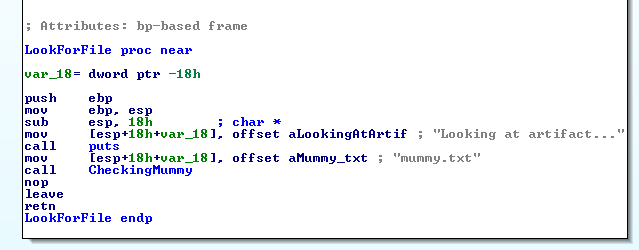 ; Attributes: bp-based frame
LookForFile proc near
var_18= dword ptr -18h
push    ebp
mov     ebp, esp
sub     esp, 18h        ; char *
mov     [esp+18h+var_18], offset aLookingAtArtif ; "Looking at artifact..."
call    puts
mov     [esp+18h+var_18], offset aMummy_txt ; "mummy.txt"
call    CheckingMummy
nop
leave
retn
LookForFile endp